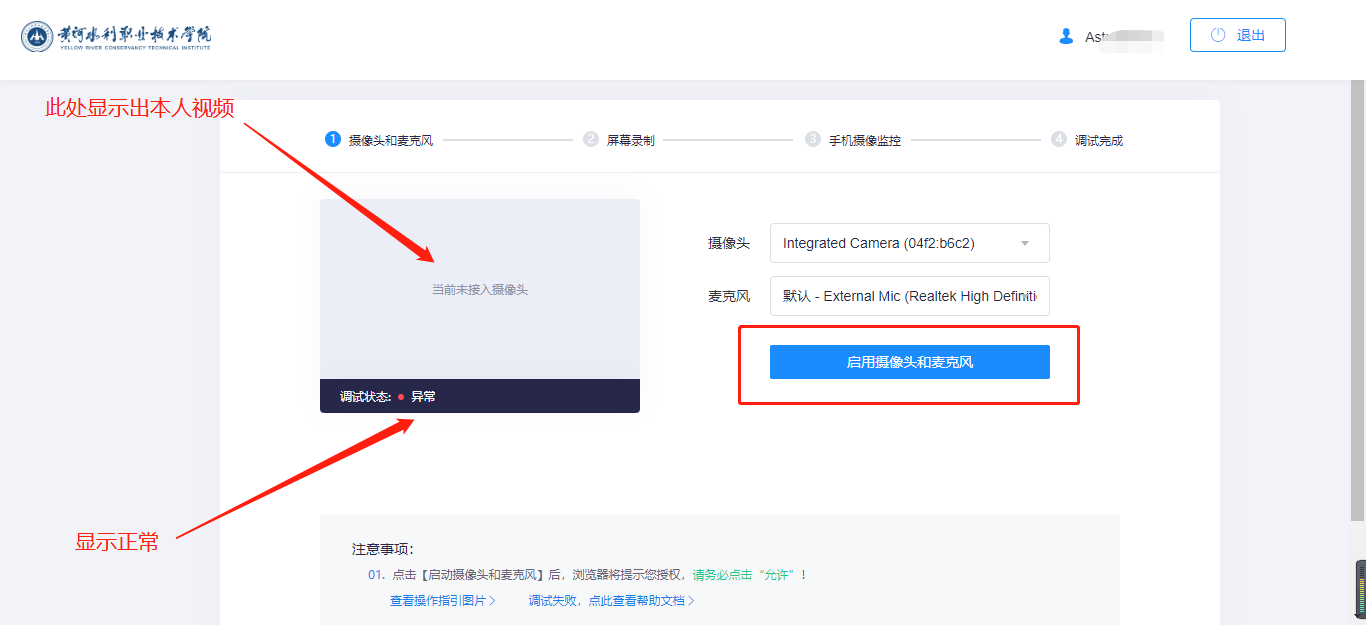 黄河水利职业技术学院
YELLOW RIVER CONSERVANCY TECHNICAL INSTITUTE
Ast
退出
此处显示出本人视频
1 摄像头和麦克风
2 屏幕录制
3 手机摄像监控
4 调试完成
当前未接入摄像头
摄像头
Integrated Camera (04f2:b6c2)
麦克风
默认 - External Mic (Realtek High Definiti
启用摄像头和麦克风
调试状态: 异常
显示正常
注意事项：
01. 点击【启动摄像头和麦克风】后，浏览器将提示您授权，请务必点击“允许”！
查看操作指引图片 调试失败，点此查看帮助文档